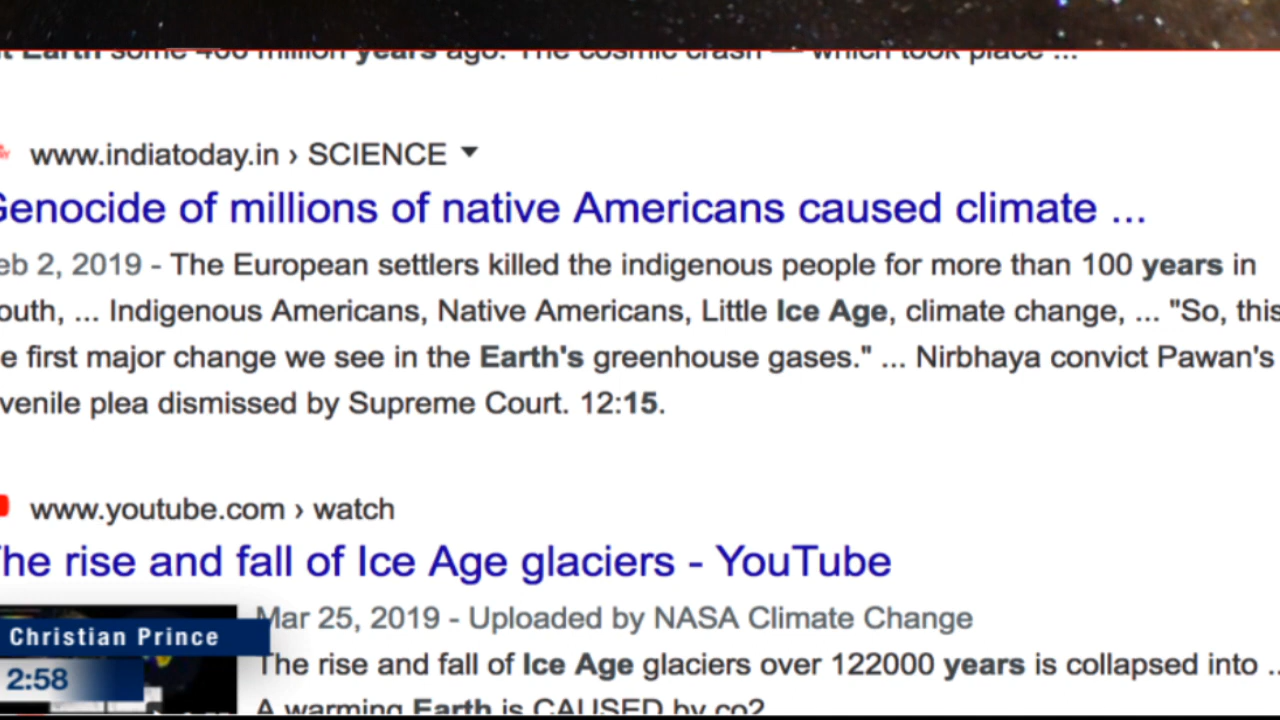 Earth some 400 million years ago. The cosmic crash — which took place ...
www.indiatoday.in › SCIENCE
Genocide of millions of native Americans caused climate ...
eb 2, 2019 - The European settlers killed the indigenous people for more than 100 years in
outh, ... Indigenous Americans, Native Americans, Little Ice Age, climate change, ... "So, this
e first major change we see in the Earth's greenhouse gases." ... Nirbhaya convict Pawan's
venile plea dismissed by Supreme Court. 12:15.
www.youtube.com › watch
The rise and fall of Ice Age glaciers - YouTube
Mar 25, 2019 - Uploaded by NASA Climate Change
Christian Prince
The rise and fall of Ice Age glaciers over 122000 years is collapsed into ...
2:58
A warming Earth is CAUSED by co2